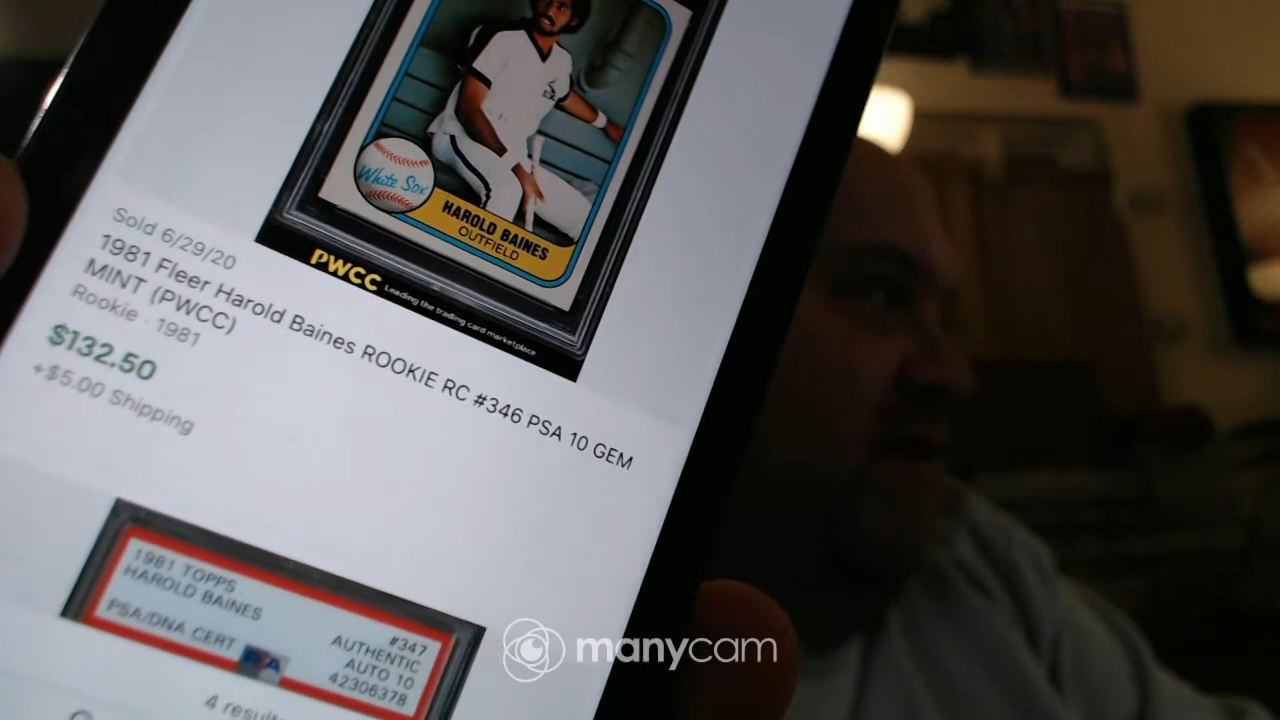 White Sox
HAROLD BAINES
OUTFIELD
PWCC Leading the trading card marketplace
Sold 6/29/20
1981 Fleer Harold Baines ROOKIE RC #346 PSA 10 GEM
MINT (PWCC)
Rookie · 1981
$132.50
+$5.00 Shipping
1981 TOPPS #347
HAROLD BAINES AUTHENTIC
AUTO 10
PSA/DNA CERT 42306378
4 results
manycam